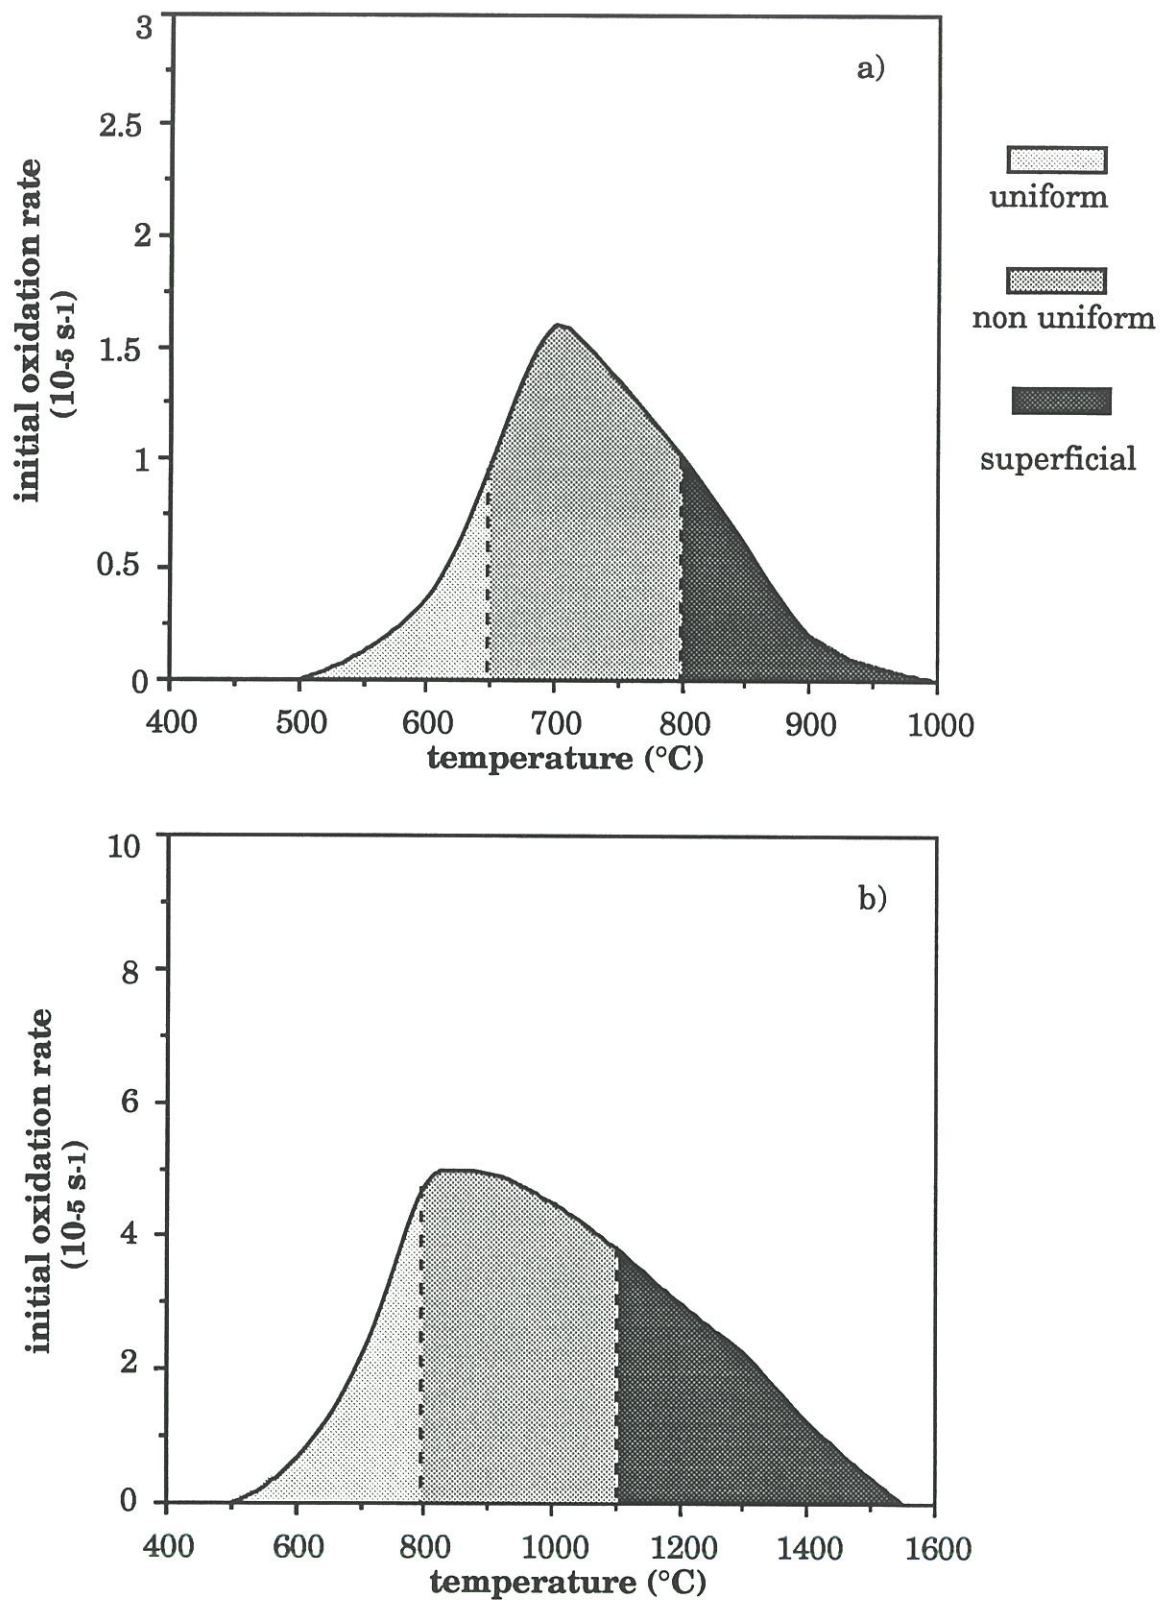 3
2.5
2
1.5
1
0.5
0
initial oxidation rate
(10-5 s-1)
a)
uniform
non uniform
superficial
400 500 600 700 800 900 1000
temperature (°C)
10
8
6
4
2
0
initial oxidation rate
(10-5 s-1)
b)
400 600 800 1000 1200 1400 1600
temperature (°C)